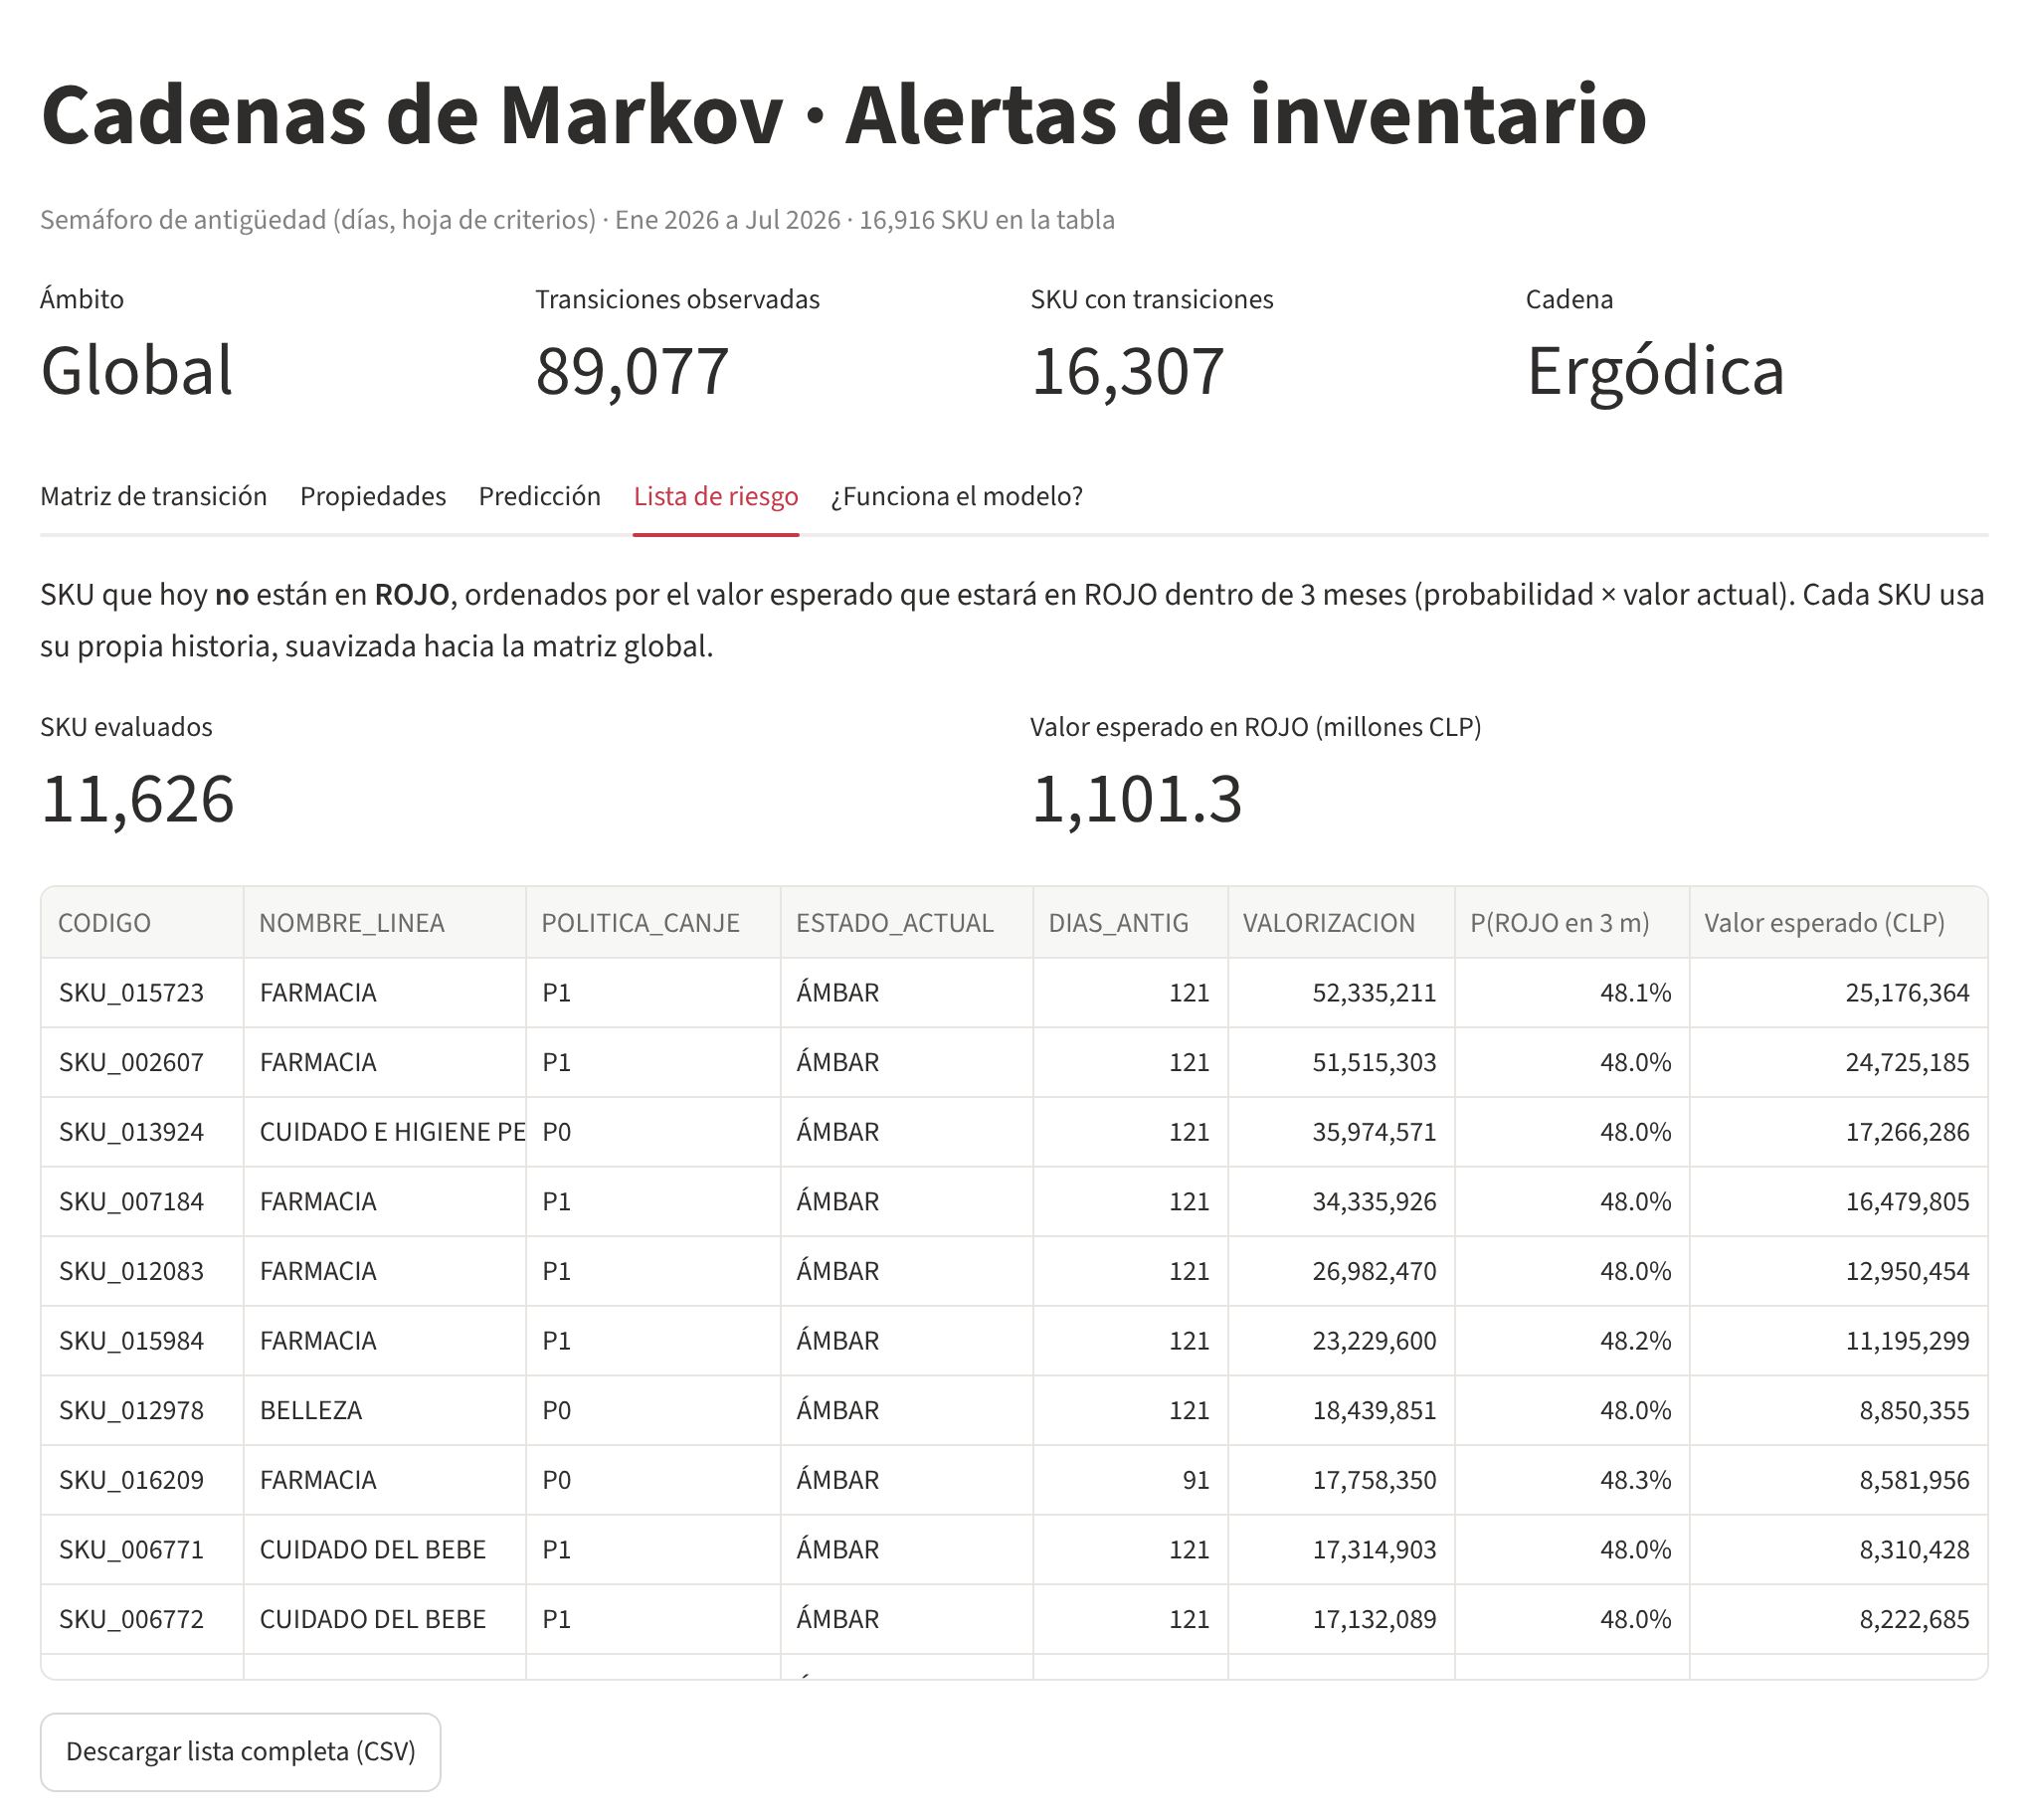 Cadenas de Markov · Alertas de inventario
Semáforo de antigüedad (días, hoja de criterios) · Ene 2026 a Jul 2026 · 16,916 SKU en la tabla
Ámbito Transiciones observadas SKU con transiciones Cadena
Global 89,077 16,307 Ergódica
Matriz de transición Propiedades Predicción Lista de riesgo ¿Funciona el modelo?
SKU que hoy no están en ROJO, ordenados por el valor esperado que estará en ROJO dentro de 3 meses (probabilidad × valor actual). Cada SKU usa
su propia historia, suavizada hacia la matriz global.
SKU evaluados Valor esperado en ROJO (millones CLP)
11,626 1,101.3
CODIGO NOMBRE_LINEA POLITICA_CANJE ESTADO_ACTUAL DIAS_ANTIG VALORIZACION P(ROJO en 3 m) Valor esperado (CLP)
SKU_015723 FARMACIA P1 ÁMBAR 121 52,335,211 48.1% 25,176,364
SKU_002607 FARMACIA P1 ÁMBAR 121 51,515,303 48.0% 24,725,185
SKU_013924 CUIDADO E HIGIENE PE P0 ÁMBAR 121 35,974,571 48.0% 17,266,286
SKU_007184 FARMACIA P1 ÁMBAR 121 34,335,926 48.0% 16,479,805
SKU_012083 FARMACIA P1 ÁMBAR 121 26,982,470 48.0% 12,950,454
SKU_015984 FARMACIA P1 ÁMBAR 121 23,229,600 48.2% 11,195,299
SKU_012978 BELLEZA P0 ÁMBAR 121 18,439,851 48.0% 8,850,355
SKU_016209 FARMACIA P0 ÁMBAR 91 17,758,350 48.3% 8,581,956
SKU_006771 CUIDADO DEL BEBE P1 ÁMBAR 121 17,314,903 48.0% 8,310,428
SKU_006772 CUIDADO DEL BEBE P1 ÁMBAR 121 17,132,089 48.0% 8,222,685
Descargar lista completa (CSV)